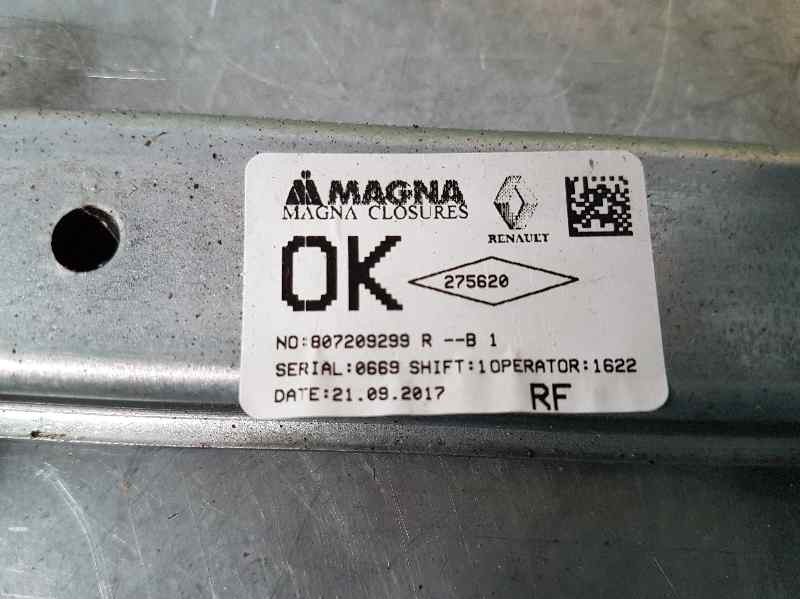 MAGNA
MAGNA CLOSURES
RENAULT
OK
275620
NO:807209299 R --B 1
SERIAL:0669 SHIFT:1OPERATOR:1622
DATE:21.09.2017
RF